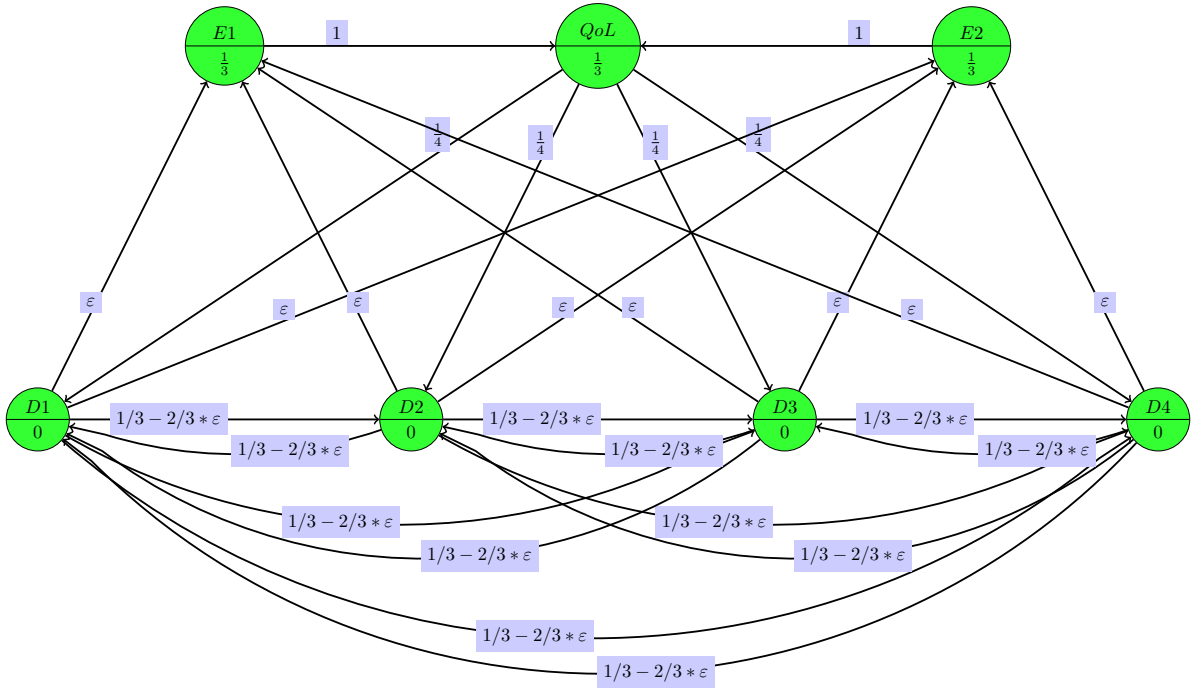 E1 1 QoL 1 E2
1/3 1/3 1/3
1/4 1/4 1/4 1/4
ε ε ε ε ε ε ε ε
D1 1/3 − 2/3 ∗ ε D2 1/3 − 2/3 ∗ ε D3 1/3 − 2/3 ∗ ε D4
0 0 0 0
1/3 − 2/3 ∗ ε 1/3 − 2/3 ∗ ε 1/3 − 2/3 ∗ ε
1/3 − 2/3 ∗ ε 1/3 − 2/3 ∗ ε
1/3 − 2/3 ∗ ε 1/3 − 2/3 ∗ ε
1/3 − 2/3 ∗ ε
1/3 − 2/3 ∗ ε